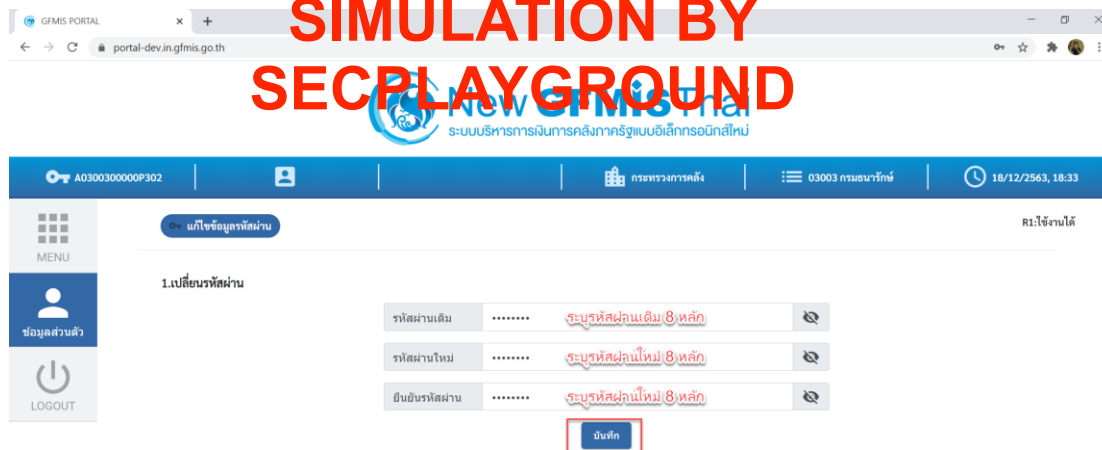 GFMIS PORTAL
SIMULATION BY
portal-dev.in.gfmis.go.th
SECPLAYGROUND
New GFMIS Thai
ระบบบริหารการเงินการคลังภาครัฐแบบอิเล็กทรอนิกส์ใหม่
A0300300000P302 กระทรวงการคลัง 03003 กรมธนารักษ์ 18/12/2563, 18:33
MENU
แก้ไขข้อมูลรหัสผ่าน R1:ใช้งานได้
1.เปลี่ยนรหัสผ่าน
ข้อมูลส่วนตัว
รหัสผ่านเดิม •••••••• ระบุรหัสผ่านเดิม 8 หลัก
รหัสผ่านใหม่ •••••••• ระบุรหัสผ่านใหม่ 8 หลัก
LOGOUT
ยืนยันรหัสผ่าน •••••••• ระบุรหัสผ่านใหม่ 8 หลัก
บันทึก